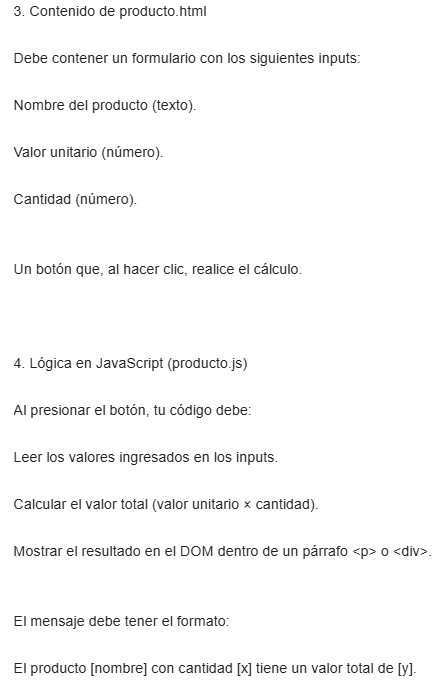 3. Contenido de producto.html
Debe contener un formulario con los siguientes inputs:
Nombre del producto (texto).
Valor unitario (número).
Cantidad (número).
Un botón que, al hacer clic, realice el cálculo.
4. Lógica en JavaScript (producto.js)
Al presionar el botón, tu código debe:
Leer los valores ingresados en los inputs.
Calcular el valor total (valor unitario × cantidad).
Mostrar el resultado en el DOM dentro de un párrafo <p> o <div>.
El mensaje debe tener el formato:
El producto [nombre] con cantidad [x] tiene un valor total de [y].